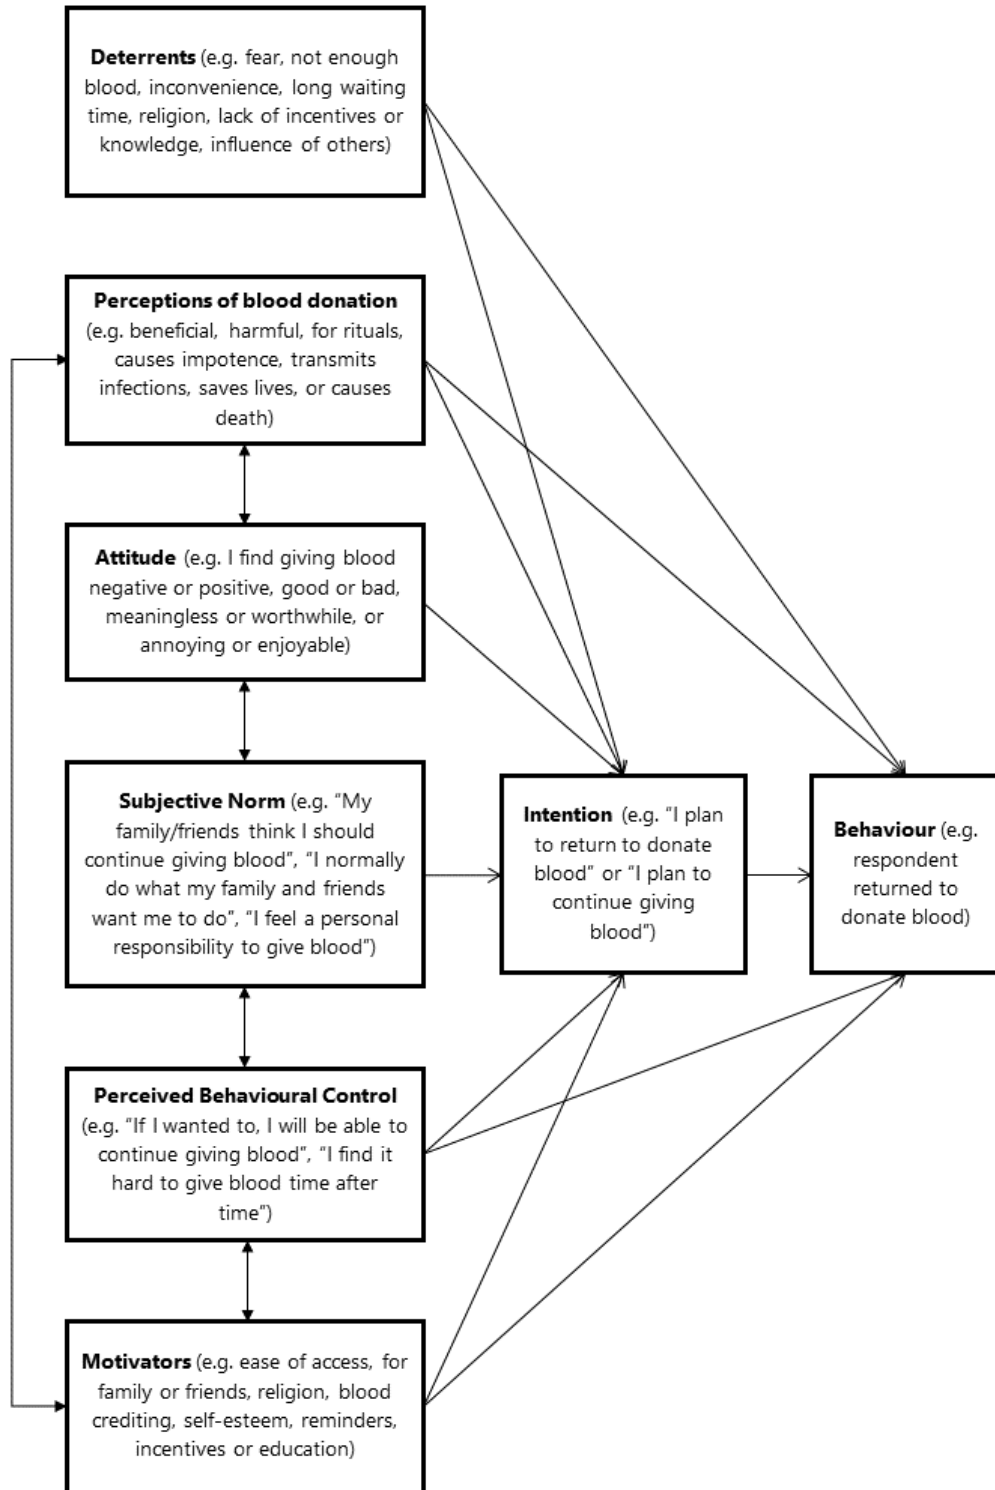 Deterrents (e.g. fear, not enough
blood, inconvenience, long waiting
time, religion, lack of incentives or
knowledge, influence of others)
Perceptions of blood donation
(e.g. beneficial, harmful, for rituals,
causes impotence, transmits
infections, saves lives, or causes
death)
Attitude (e.g. I find giving blood
negative or positive, good or bad,
meaningless or worthwhile, or
annoying or enjoyable)
Subjective Norm (e.g. “My
family/friends think I should
continue giving blood”, “I normally
do what my family and friends
want me to do”, “I feel a personal
responsibility to give blood”)
Intention (e.g. “I plan
to return to donate
blood” or “I plan to
continue giving
blood”)
Behaviour (e.g.
respondent
returned to
donate blood)
Perceived Behavioural Control
(e.g. “If I wanted to, I will be able to
continue giving blood”, “I find it
hard to give blood time after
time”)
Motivators (e.g. ease of access, for
family or friends, religion, blood
crediting, self-esteem, reminders,
incentives or education)